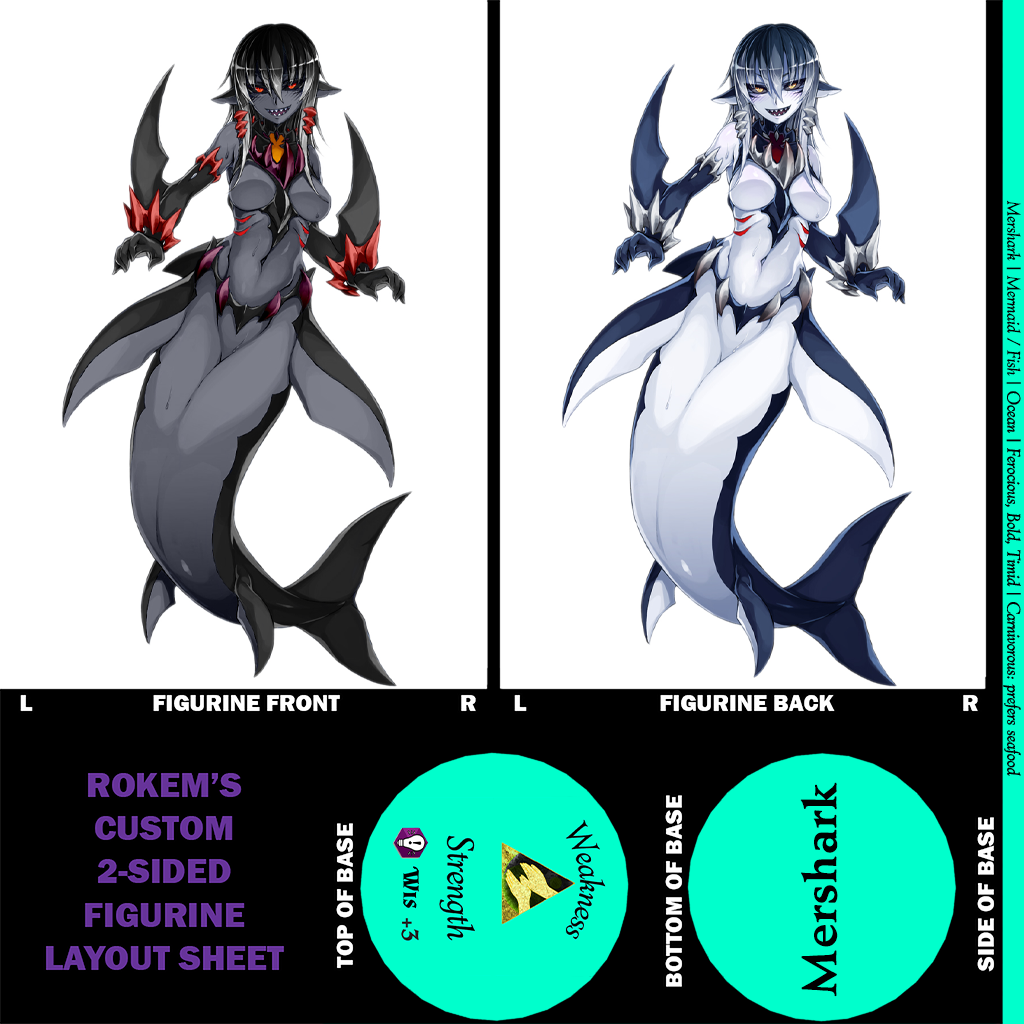 L
FIGURINE FRONT
R
L
FIGURINE BACK
R
Mershark | Mermaid / Fish | Ocean | Ferocious, Bold, Timid | Carnivorous: prefers seafood
ROKEM'S
CUSTOM
2-SIDED
FIGURINE
LAYOUT SHEET
TOP OF BASE
Weakness
Strength
Wis +3
BOTTOM OF BASE
Mershark
SIDE OF BASE